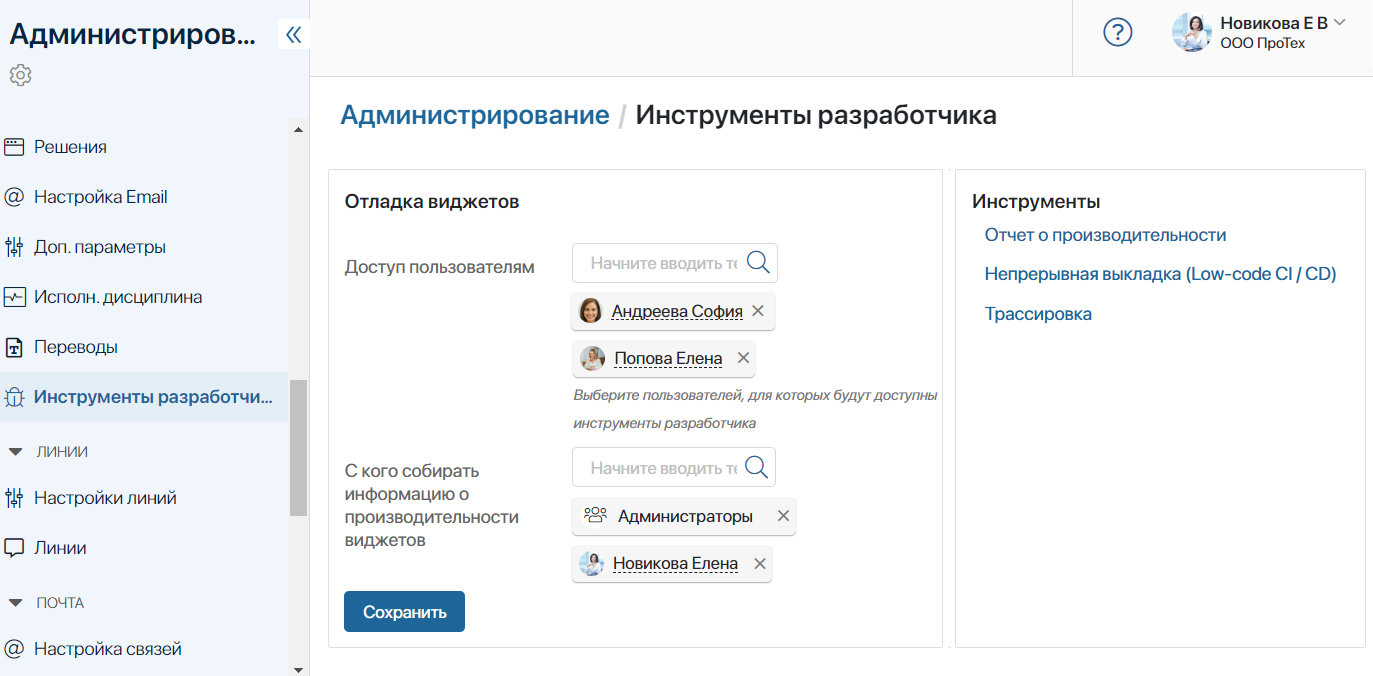 Администриров...
Новикова Е В
ООО ПроТех
Решения
Настройка Email
Доп. параметры
Исполн. дисциплина
Переводы
Инструменты разработчи...
ЛИНИИ
Настройки линий
Линии
ПОЧТА
Настройка связей
Администрирование / Инструменты разработчика
Отладка виджетов
Доступ пользователям
Начните вводить те
Андреева София
Попова Елена
Выберите пользователей, для которых будут доступны
инструменты разработчика
С кого собирать
информацию о
производительности
виджетов
Начните вводить те
Администраторы
Новикова Елена
Сохранить
Инструменты
Отчет о производительности
Непрерывная выкладка (Low-code CI / CD)
Трассировка